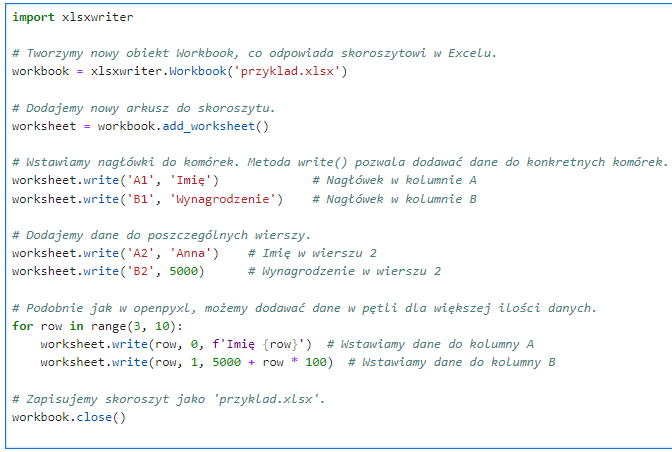 import xlsxwriter
# Tworzymy nowy obiekt Workbook, co odpowiada skoroszytowi w Excelu.
workbook = xlsxwriter.Workbook('przyklad.xlsx')
# Dodajemy nowy arkusz do skoroszytu.
worksheet = workbook.add_worksheet()
# Wstawiamy nagłówki do komórek. Metoda write() pozwala dodawać dane do konkretnych komórek.
worksheet.write('A1', 'Imię')             # Nagłówek w kolumnie A
worksheet.write('B1', 'Wynagrodzenie')    # Nagłówek w kolumnie B
# Dodajemy dane do poszczególnych wierszy.
worksheet.write('A2', 'Anna')    # Imię w wierszu 2
worksheet.write('B2', 5000)      # Wynagrodzenie w wierszu 2
# Podobnie jak w openpyxl, możemy dodawać dane w pętli dla większej ilości danych.
for row in range(3, 10):
    worksheet.write(row, 0, f'Imię {row}')  # Wstawiamy dane do kolumny A
    worksheet.write(row, 1, 5000 + row * 100)  # Wstawiamy dane do kolumny B
# Zapisujemy skoroszyt jako 'przyklad.xlsx'.
workbook.close()